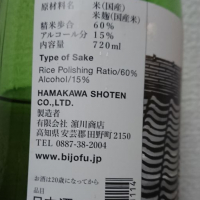 原材料名 米(国産)
米麹(国産米)
精米歩合 60%
アルコール分 15%
内容量 720ml
Type of Sake
Rice Polishing Ratio/60%
Alcohol/15%
HAMAKAWA SHOTEN
CO.,LTD.
製造者
有限会社 濵川商店
高知県安芸郡田野町2150
TEL 0887-38-2004
www.bijofu.jp
お酒は20歳になってから